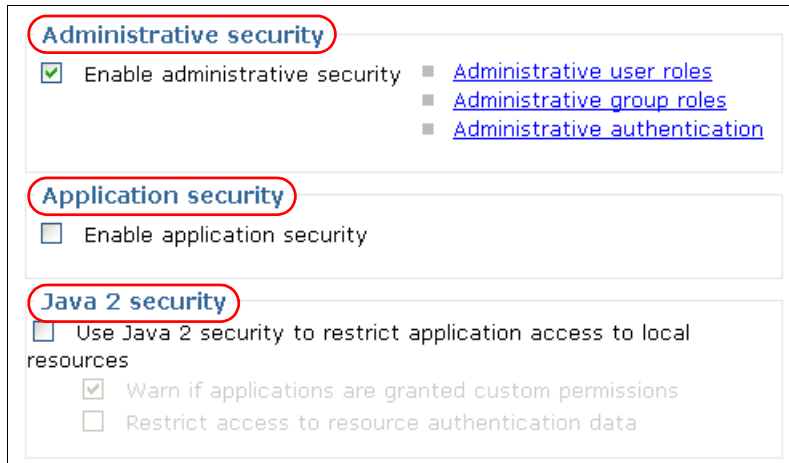 Administrative security
Enable administrative security
Administrative user roles
Administrative group roles
Administrative authentication
Application security
Enable application security
Java 2 security
Use Java 2 security to restrict application access to local
resources
Warn if applications are granted custom permissions
Restrict access to resource authentication data